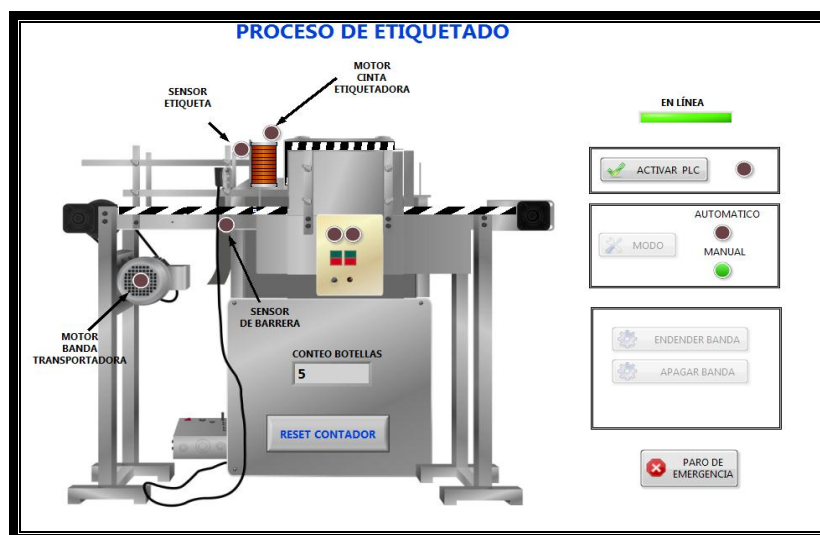 PROCESO DE ETIQUETADO
MOTOR
CINTA
ETIQUETADORA
SENSOR
ETIQUETA
EN LÍNEA
ACTIVAR PLC
AUTOMATICO
MODO
MANUAL
SENSOR
DE BARRERA
MOTOR
BANDA
TRANSPORTADORA
CONTEO BOTELLAS
5
RESET CONTADOR
ENDENDER BANDA
APAGAR BANDA
PARO DE
EMERGENCIA